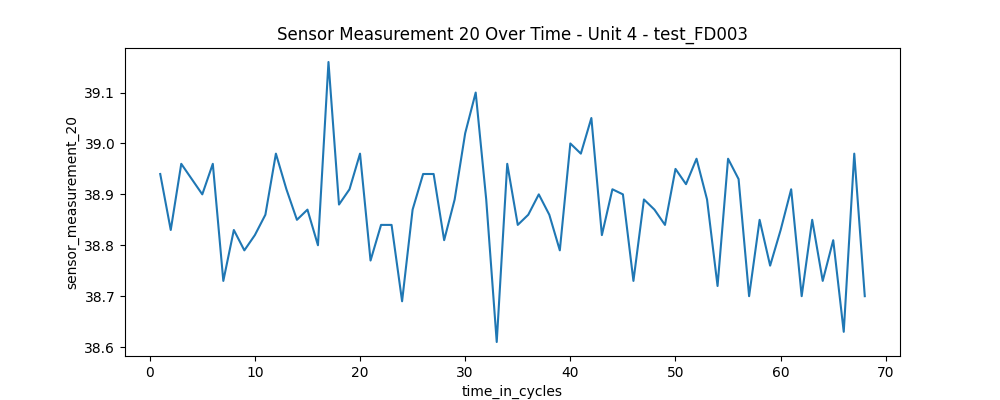 Sensor Measurement 20 Over Time - Unit 4 - test_FD003
sensor_measurement_20
39.1
39.0
38.9
38.8
38.7
38.6
0 10 20 30 40 50 60 70
time_in_cycles